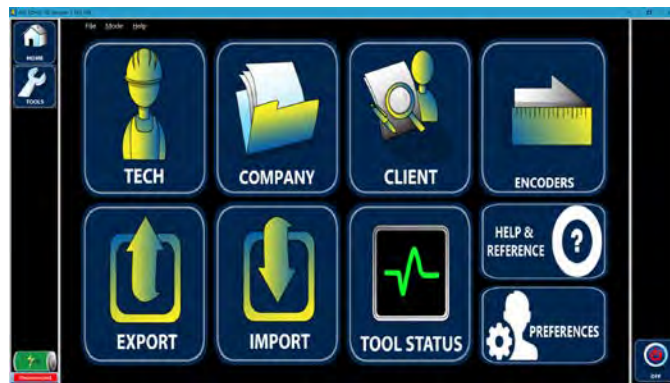 File Mode Help
HOME
TOOLS
TECH
COMPANY
CLIENT
ENCODERS
EXPORT
IMPORT
TOOL STATUS
HELP &
REFERENCE
?
PREFERENCES
OFF